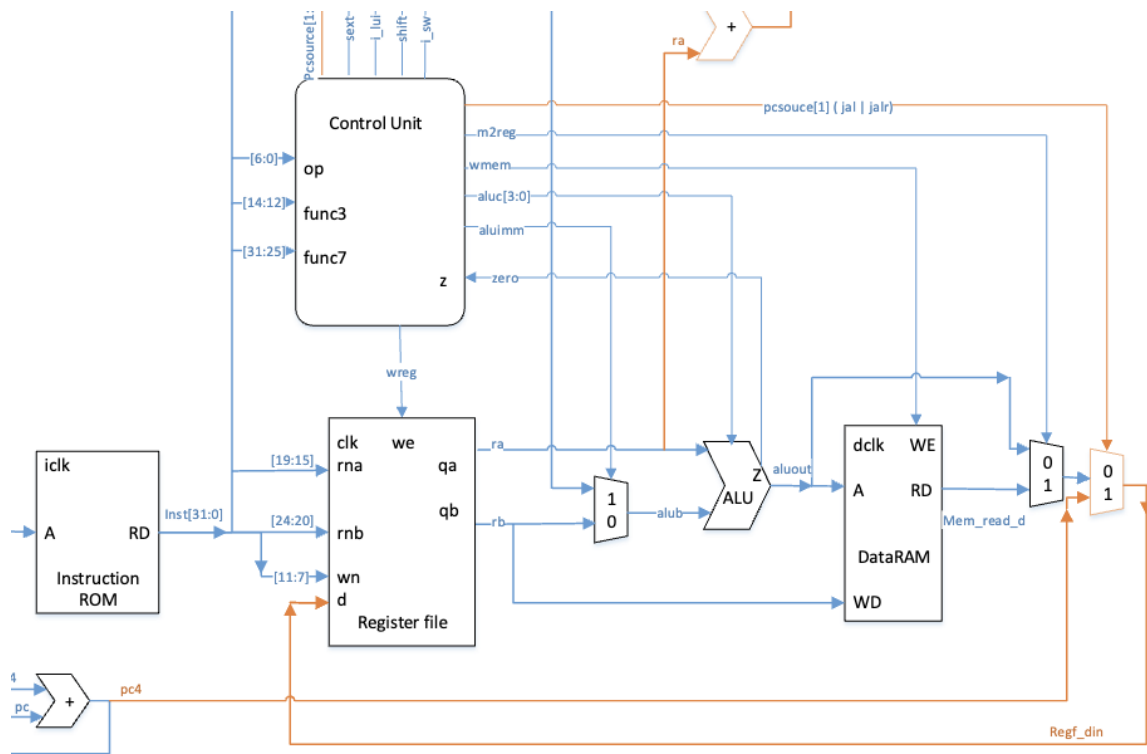 Pcsource[1:
sext-
i_lui-
shift-
i_sw-
ra
+
Control Unit
pcsouce[1] ( jal | jalr)
m2reg
[6:0]
op
wmem
[14:12]
func3
aluc[3:0]
aluimm
[31:25]
func7
z
zero
wreg
clk
we
rna
qa
qb
rnb
wn
d
Register file
[19:15]
[24:20]
[11:7]
ra
rb
iclk
A
RD
Inst[31:0]
Instruction
ROM
1
0
alub
ALU
Z
aluout
dclk
WE
A
RD
DataRAM
WD
Mem_read_d
0
1
0
1
4
pc
+
pc4
Regf_din